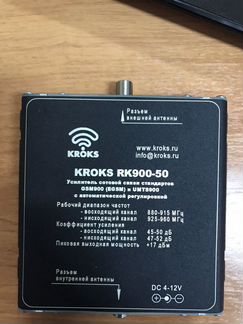 Разъем
внешней антенны
KROKS
www.kroks.ru
info@kroks.ru
KROKS RK900-50
Усилитель сотовой связи стандартов
GSM900 (EGSM) и UMTS900
с автоматической регулировкой
Рабочий диапазон частот
- восходящий канал 880-915 МГц
- нисходящий канал 925-960 МГц
Коэффициент усиления
- восходящий канал 45-50 дБ
- нисходящий канал 47-52 дБ
Пиковая выходная мощность +17 дБм
Разъем
внутренней антенны
DC 4-12V